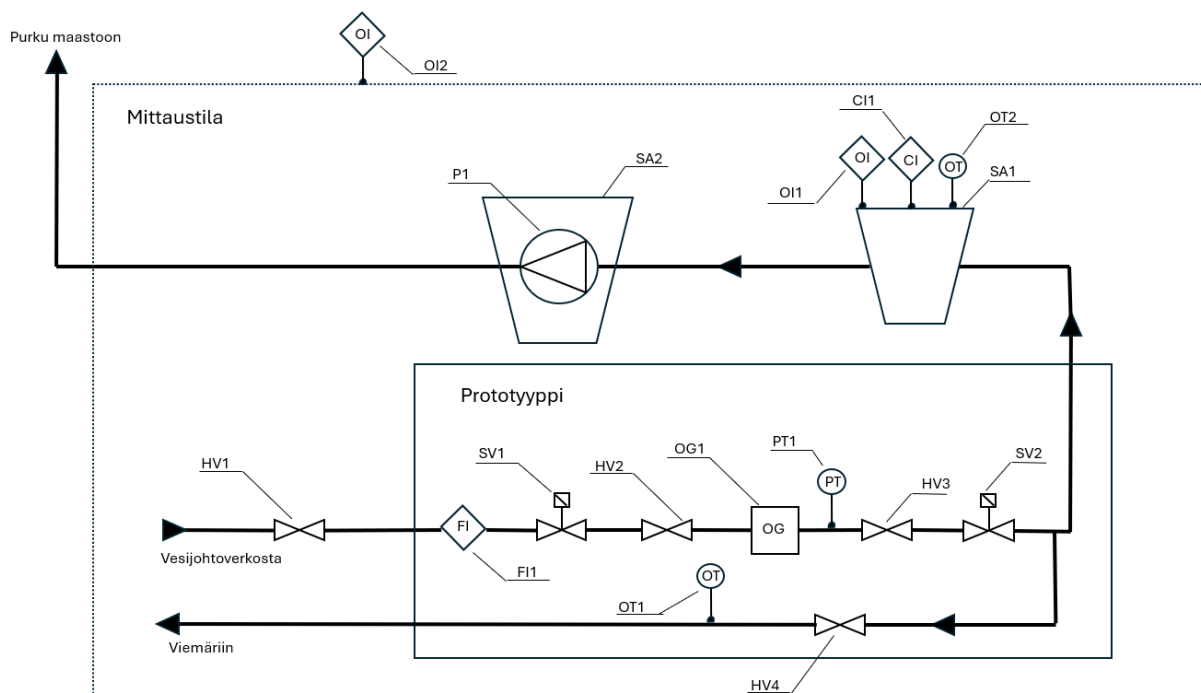 Purku maastoon
OI
OI2
Mittaustila
CI1
OT2
OI
CI
OT
SA1
OI1
SA2
P1
Prototyyppi
HV1
SV1
HV2
OG1
PT1
HV3
SV2
PT
FI
OG
Vesijohtoverkosta
FI1
OT
OT1
Viemäriin
HV4